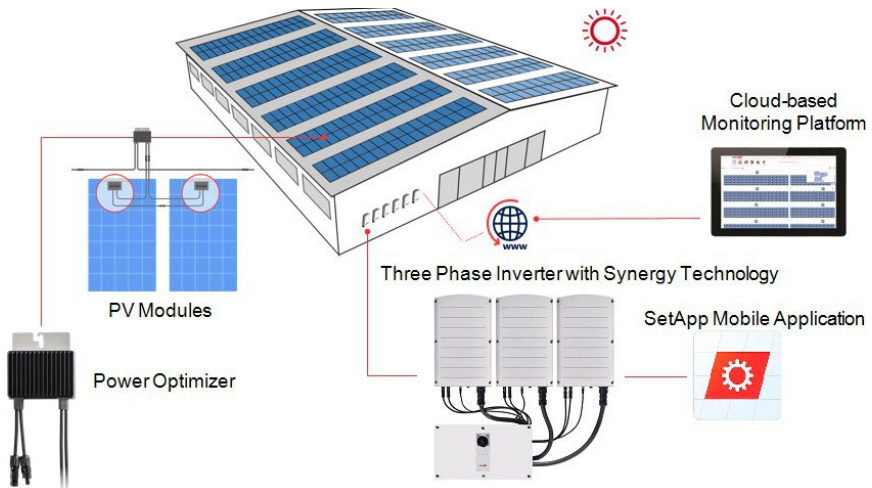 Cloud-based
Monitoring Platform
www
Three Phase Inverter with Synergy Technology
PV Modules
SetApp Mobile Application
Power Optimizer